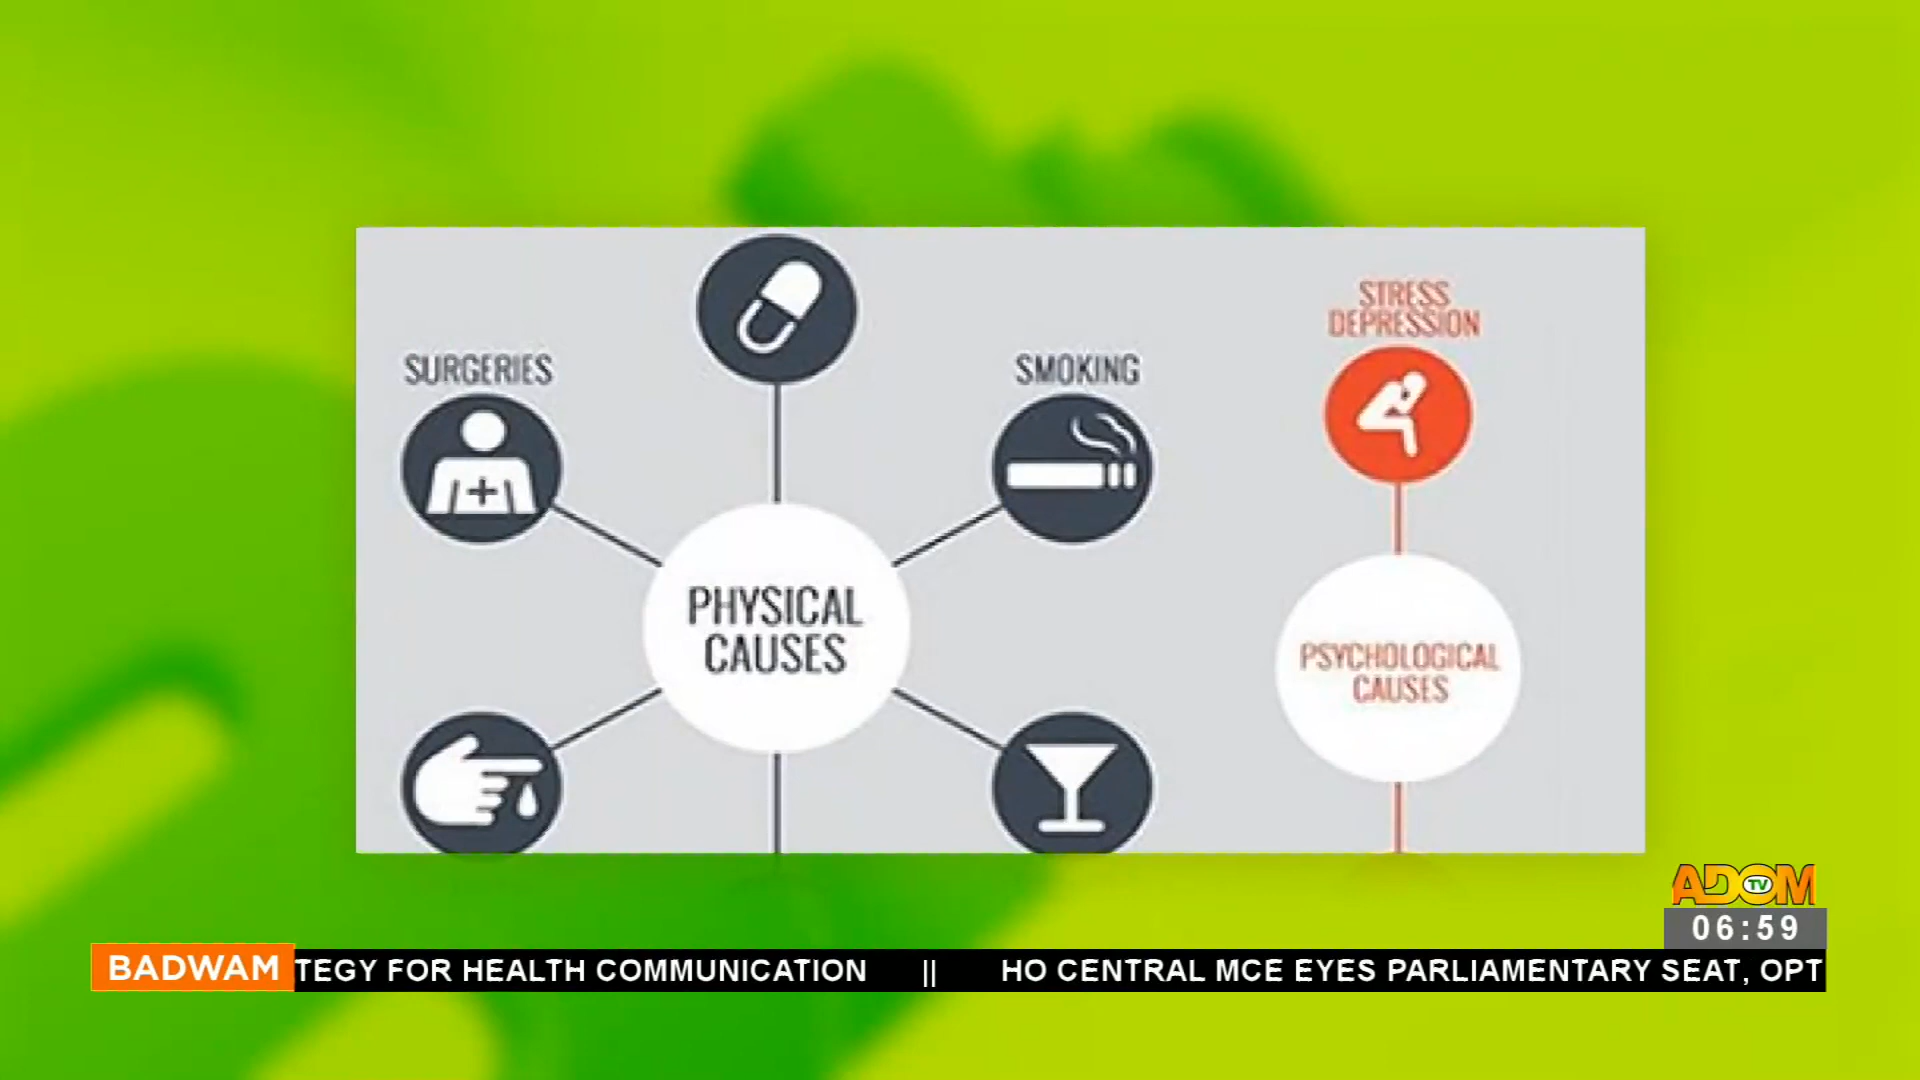 STRESS
DEPRESSION
SURGERIES
SMOKING
PHYSICAL
CAUSES
PSYCHOLOGICAL
CAUSES
ADOM
TV
06:59
BADWAM
TEGY FOR HEALTH COMMUNICATION || HO CENTRAL MCE EYES PARLIAMENTARY SEAT, OPT